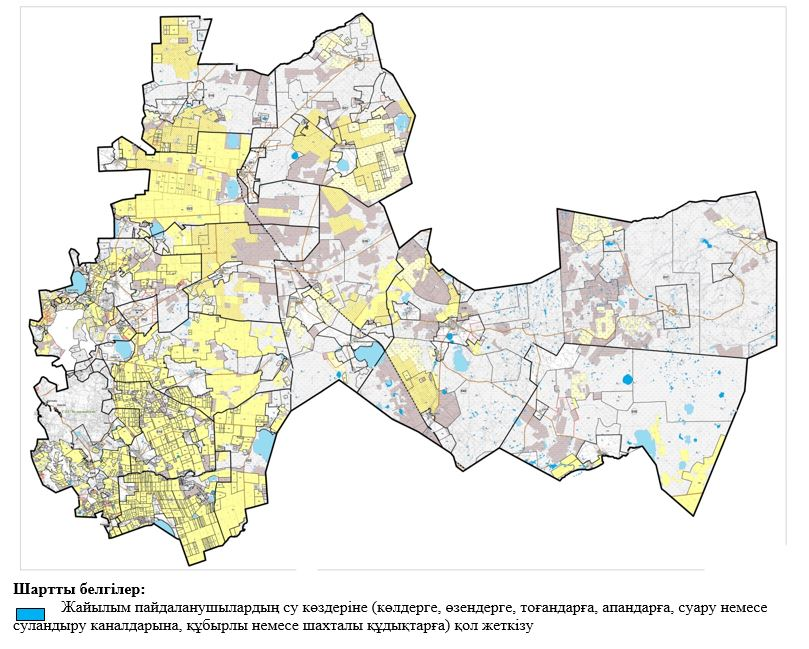 Шартты белгілер:
Жайылым пайдаланушылардың су көздеріне (көлдерге, өзендерге, тоғандарға, апандарға, суару немесе
суландыру каналдарына, құбырлы немесе шахталы құдықтарға) қол жеткізу